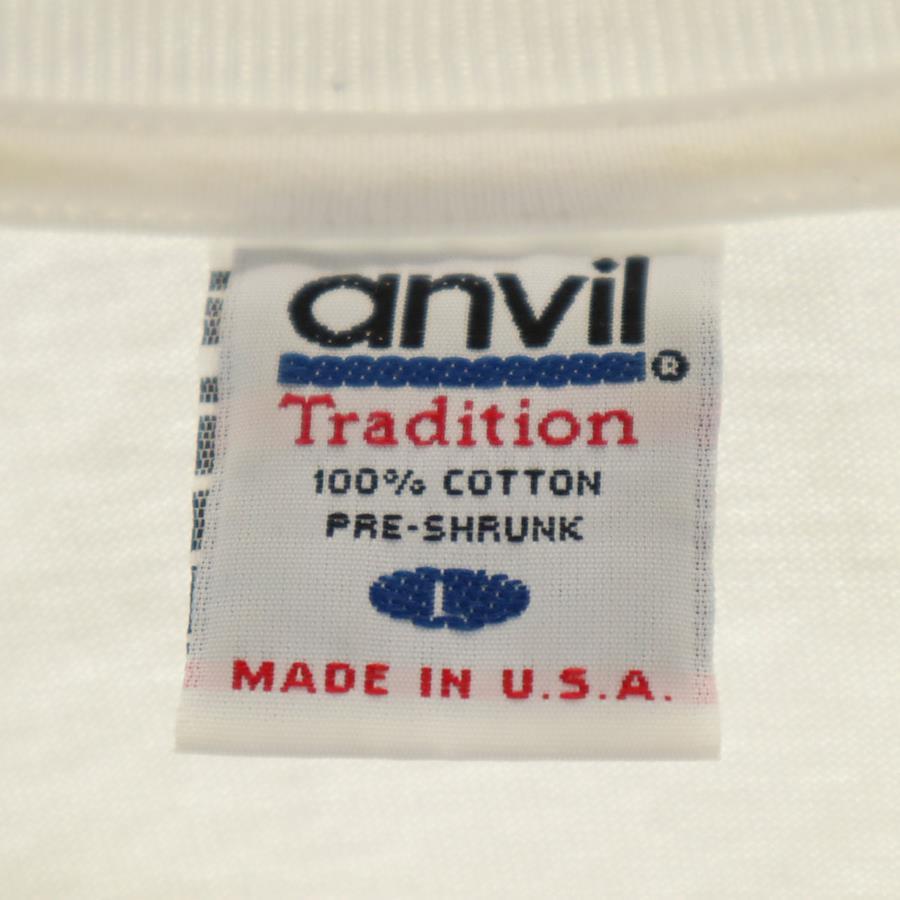 anvil®
Tradition
100% COTTON
PRE-SHRUNK
L
MADE IN U.S.A.